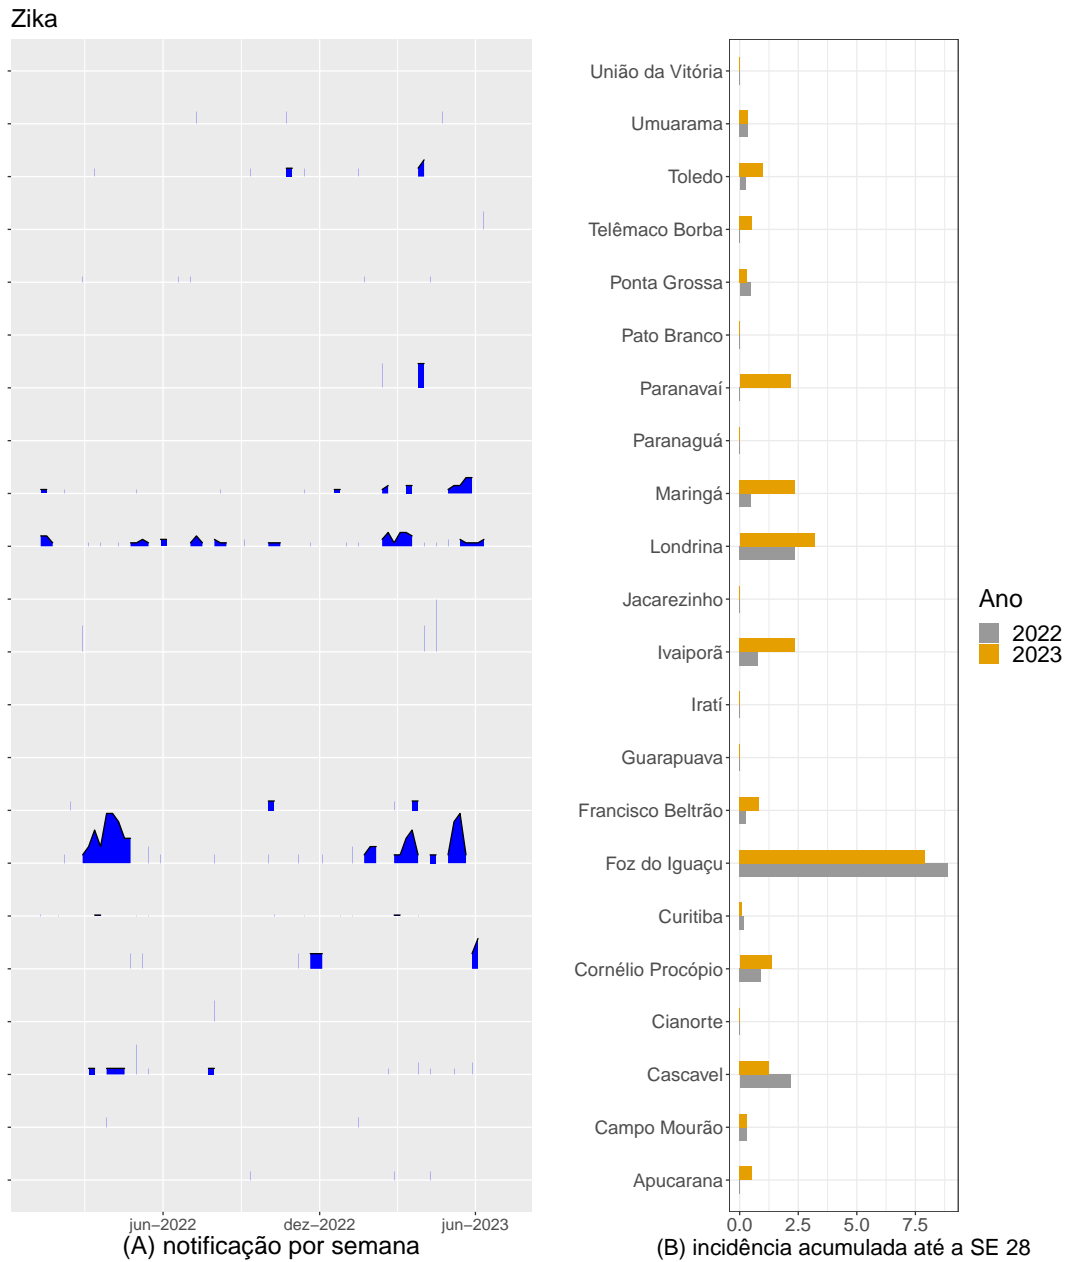 Zika
União da Vitória
Umuarama
Toledo
Telêmaco Borba
Ponta Grossa
Pato Branco
Paranavaí
Paranaguá
Maringá
Londrina
Jacarezinho
Ivaiporã
Iratí
Guarapuava
Francisco Beltrão
Foz do Iguaçu
Curitiba
Cornélio Procópio
Cianorte
Cascavel
Campo Mourão
Apucarana
Ano
2022
2023
jun−2022 dez−2022 jun−2023
0.0 2.5 5.0 7.5
(A) notificação por semana
(B) incidência acumulada até a SE 28